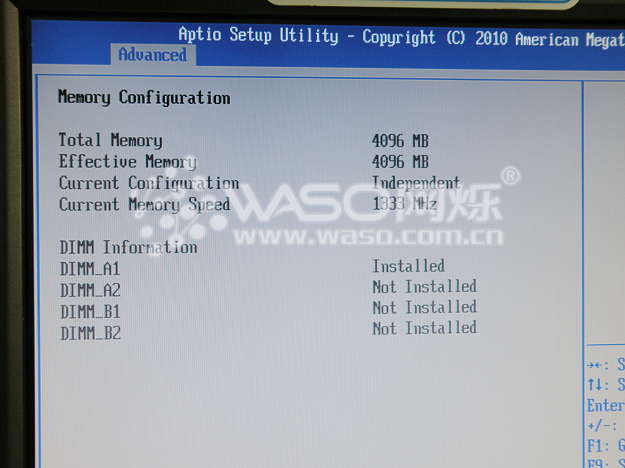 Aptio Setup Utility - Copyright (C) 2010 American Megat
Advanced
Memory Configuration
Total Memory 4096 MB
Effective Memory 4096 MB
Current Configuration Independent
Current Memory Speed 1333 MHz
WASO网烁®
www.waso.com.cn
DIMM Information
DIMM_A1 Installed
DIMM_A2 Not Installed
DIMM_B1 Not Installed
DIMM_B2 Not Installed
→←: S
↑↓: S
Enter
+/-:
F1: G
F9: S